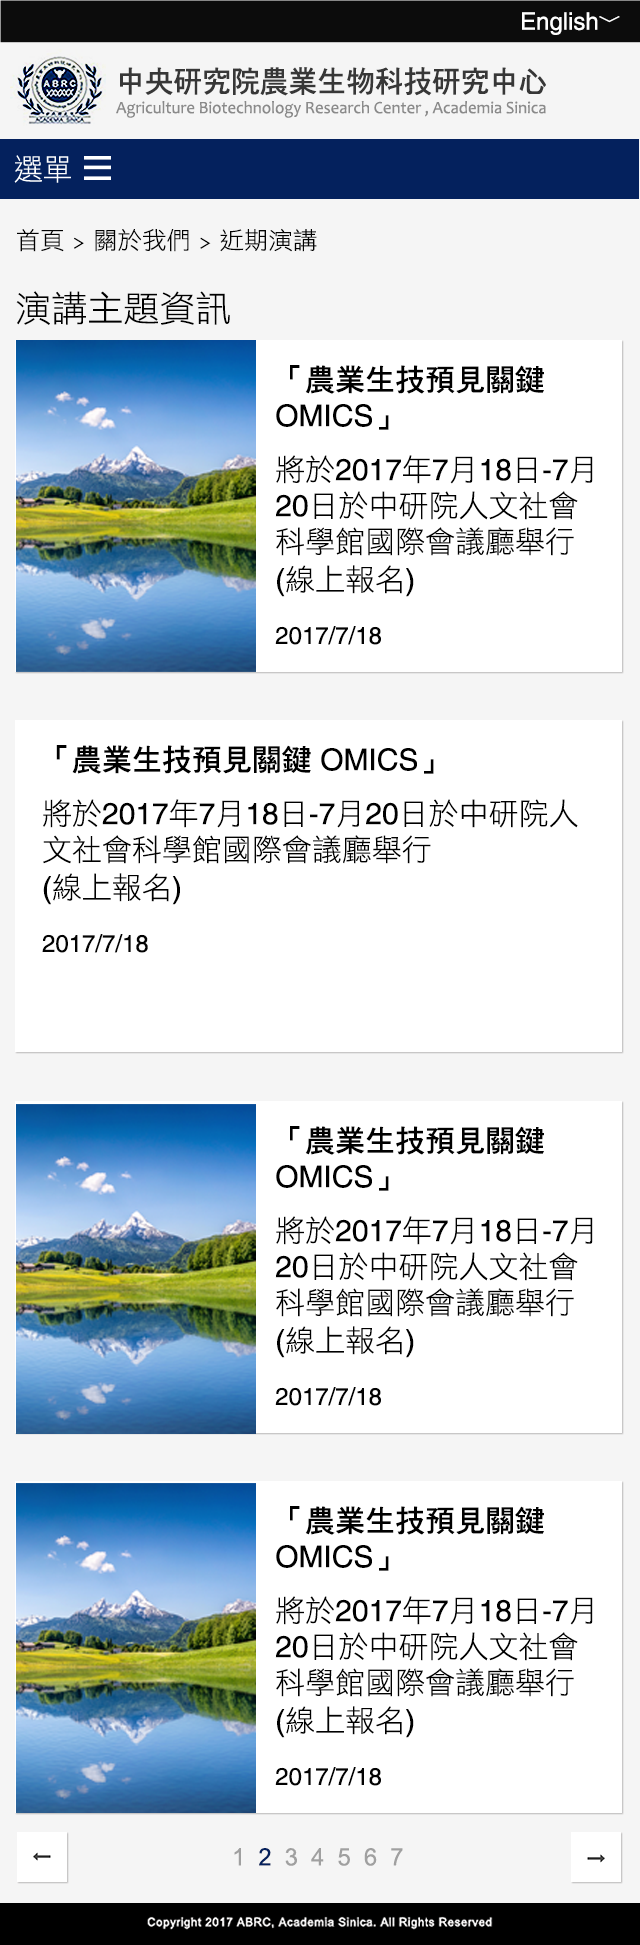 English
ABRC
ACADEMIA SINICA
中央研究院農業生物科技研究中心
Agriculture Biotechnology Research Center , Academia Sinica
選單
首頁 > 關於我們 > 近期演講
演講主題資訊
「農業生技預見關鍵
OMICS」
將於2017年7月18日-7月
20日於中研院人文社會
科學館國際會議廳舉行
(線上報名)
2017/7/18
「農業生技預見關鍵 OMICS」
將於2017年7月18日-7月20日於中研院人
文社會科學館國際會議廳舉行
(線上報名)
2017/7/18
「農業生技預見關鍵
OMICS」
將於2017年7月18日-7月
20日於中研院人文社會
科學館國際會議廳舉行
(線上報名)
2017/7/18
「農業生技預見關鍵
OMICS」
將於2017年7月18日-7月
20日於中研院人文社會
科學館國際會議廳舉行
(線上報名)
2017/7/18
← 1 2 3 4 5 6 7 →
Copyright 2017 ABRC, Academia Sinica. All Rights Reserved